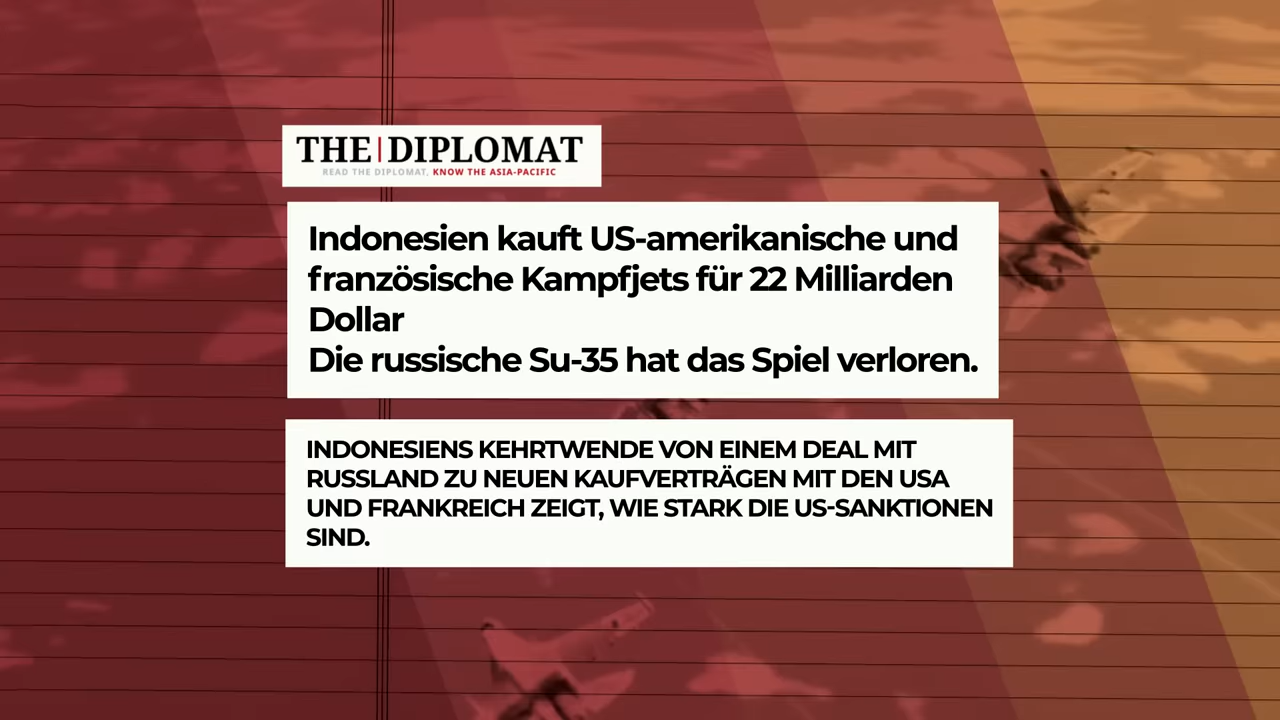 THE|DIPLOMAT
READ THE DIPLOMAT, KNOW THE ASIA-PACIFIC
Indonesien kauft US-amerikanische und
französische Kampfjets für 22 Milliarden
Dollar
Die russische Su-35 hat das Spiel verloren.
INDONESIENS KEHRTWENDE VON EINEM DEAL MIT
RUSSLAND ZU NEUEN KAUFVERTRÄGEN MIT DEN USA
UND FRANKREICH ZEIGT, WIE STARK DIE US-SANKTIONEN
SIND.